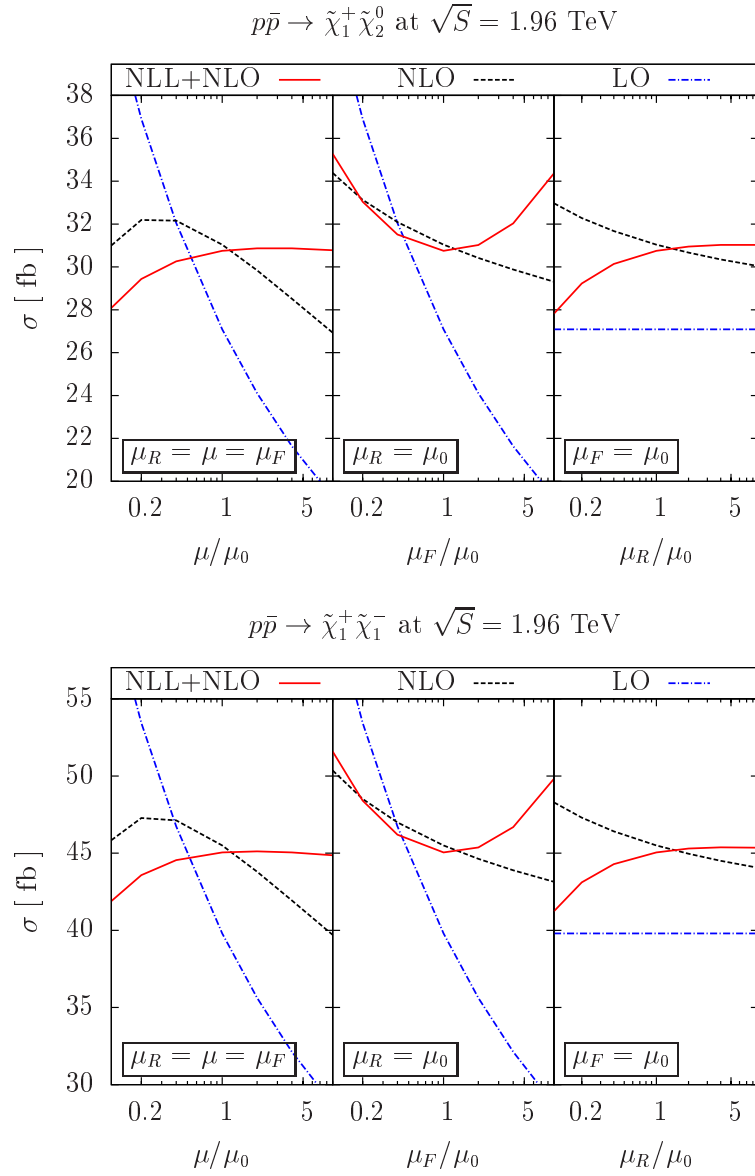 pp̄ → χ̃₁⁺χ̃₂⁰ at √S = 1.96 TeV
NLL+NLO NLO LO
38
36
34
32
30
28
26
24
22
20
σ [ fb ]
μ_R = μ = μ_F μ_R = μ₀ μ_F = μ₀
0.2 1 5 0.2 1 5 0.2 1 5
μ/μ₀ μ_F/μ₀ μ_R/μ₀
pp̄ → χ̃₁⁺χ̃₁⁻ at √S = 1.96 TeV
NLL+NLO NLO LO
55
50
45
40
35
30
σ [ fb ]
μ_R = μ = μ_F μ_R = μ₀ μ_F = μ₀
0.2 1 5 0.2 1 5 0.2 1 5
μ/μ₀ μ_F/μ₀ μ_R/μ₀